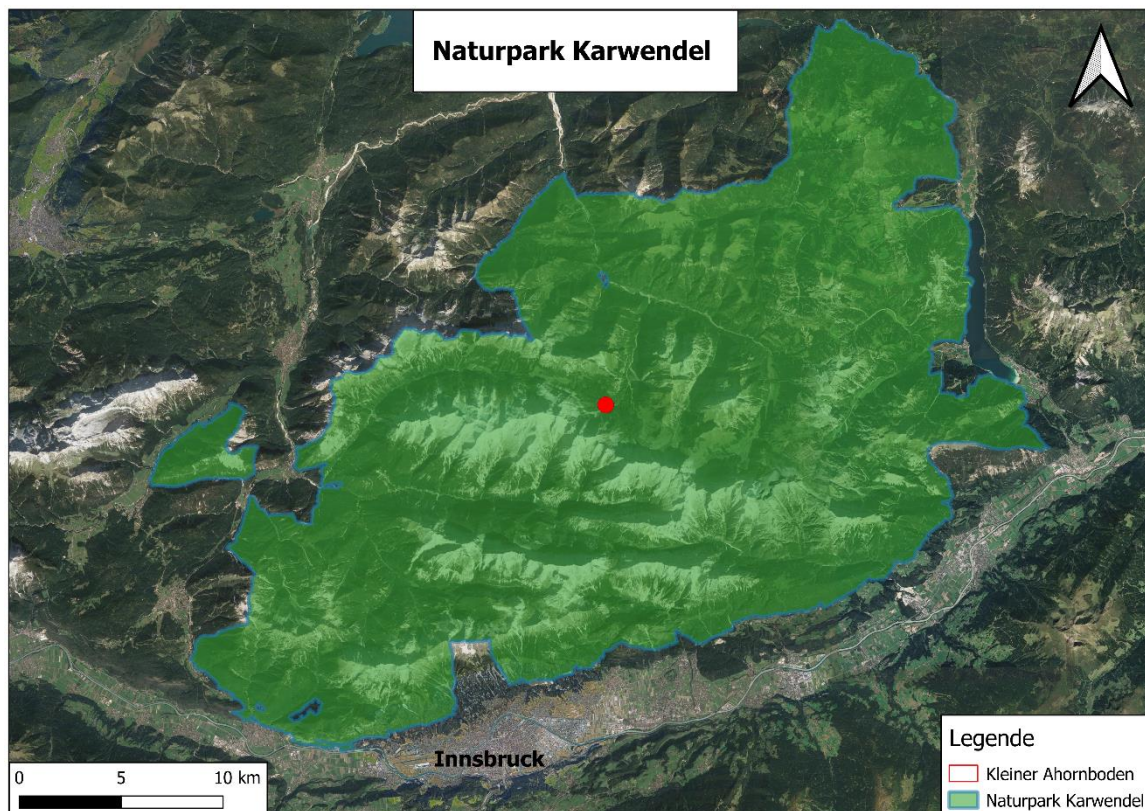 Naturpark Karwendel
Innsbruck
0 5 10 km
Legende
Kleiner Ahornboden
Naturpark Karwendel